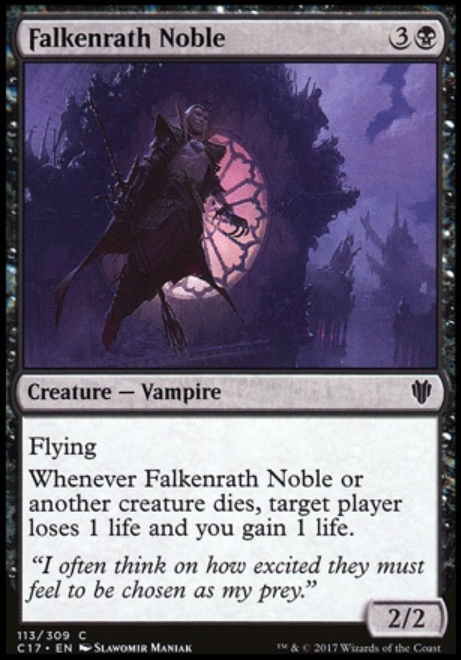 Falkenrath Noble 3
Creature — Vampire
Flying
Whenever Falkenrath Noble or
another creature dies, target player
loses 1 life and you gain 1 life.
“I often think on how excited they must
feel to be chosen as my prey.”
2/2
113/309 C
C17 • EN Slawomir Maniak
™ & © 2017 Wizards of the Coast